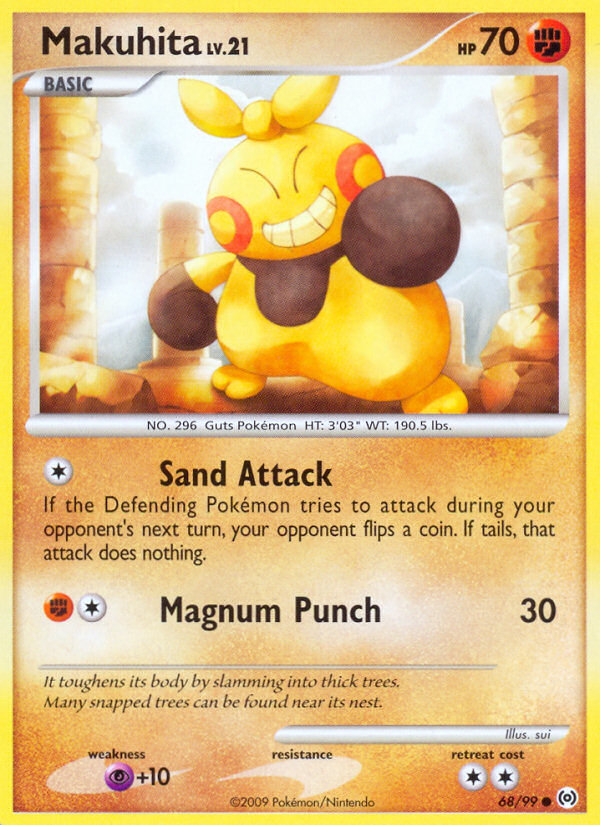 Makuhita LV.21
HP 70
BASIC
NO. 296 Guts Pokémon HT: 3'03" WT: 190.5 lbs.
Sand Attack
If the Defending Pokémon tries to attack during your
opponent's next turn, your opponent flips a coin. If tails, that
attack does nothing.
Magnum Punch 30
It toughens its body by slamming into thick trees.
Many snapped trees can be found near its nest.
Illus. sui
weakness resistance retreat cost
+10
©2009 Pokémon/Nintendo
68/99